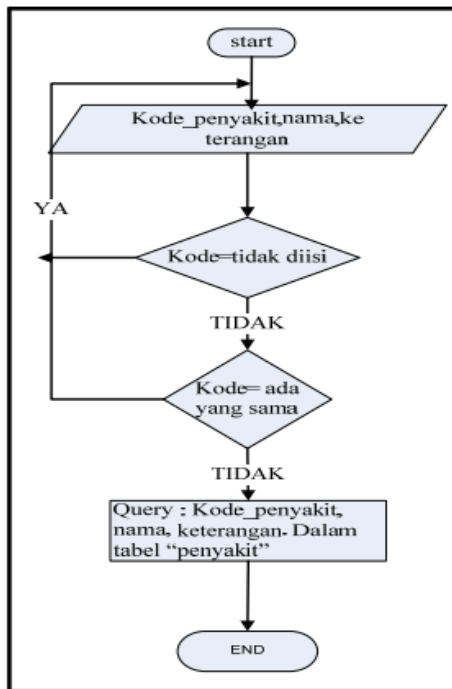 start
Kode_penyakit,nama,ke
terangan
YA
Kode=tidak diisi
TIDAK
Kode= ada
yang sama
TIDAK
Query : Kode_penyakit,
nama, keterangan. Dalam
tabel “penyakit”
END